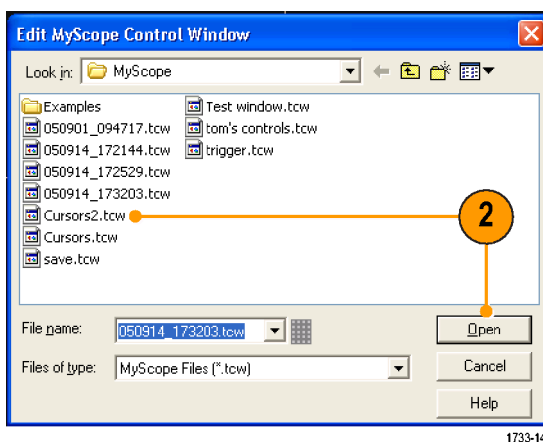 Edit MyScope Control Window
Look in: MyScope
Examples
050901_094717.tcw
050914_172144.tcw
050914_172529.tcw
050914_173203.tcw
Cursors2.tcw
Cursors.tcw
save.tcw
Test window.tcw
tom's controls.tcw
trigger.tcw
2
File name: 050914_173203.tcw
Open
Files of type: MyScope Files (*.tcw)
Cancel
Help
1733-14